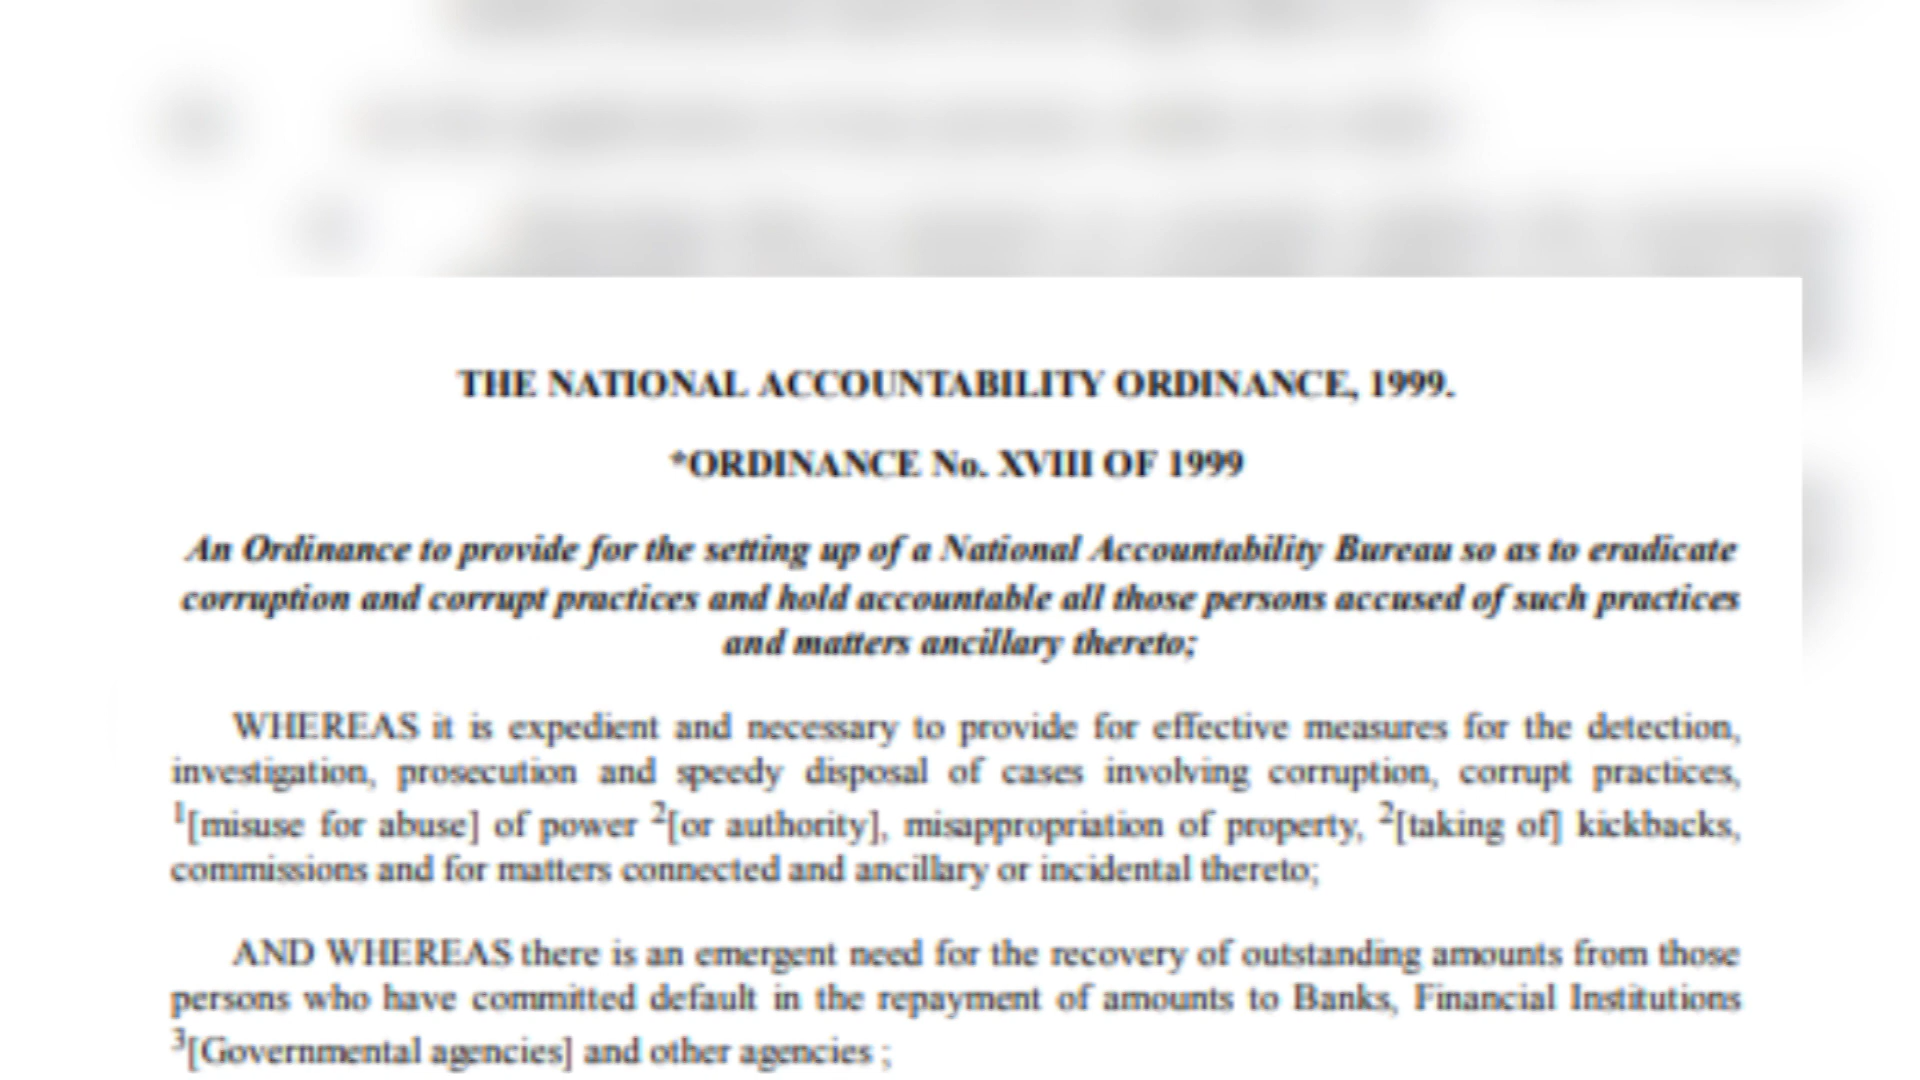 THE NATIONAL ACCOUNTABILITY ORDINANCE, 1999.
*ORDINANCE No. XVIII OF 1999
An Ordinance to provide for the setting up of a National Accountability Bureau so as to eradicate
corruption and corrupt practices and hold accountable all those persons accused of such practices
and matters ancillary thereto;
WHEREAS it is expedient and necessary to provide for effective measures for the detection,
investigation, prosecution and speedy disposal of cases involving corruption, corrupt practices,
1[misuse for abuse] of power 2[or authority], misappropriation of property, 2[taking of] kickbacks,
commissions and for matters connected and ancillary or incidental thereto;
AND WHEREAS there is an emergent need for the recovery of outstanding amounts from those
persons who have committed default in the repayment of amounts to Banks, Financial Institutions
3[Governmental agencies] and other agencies ;